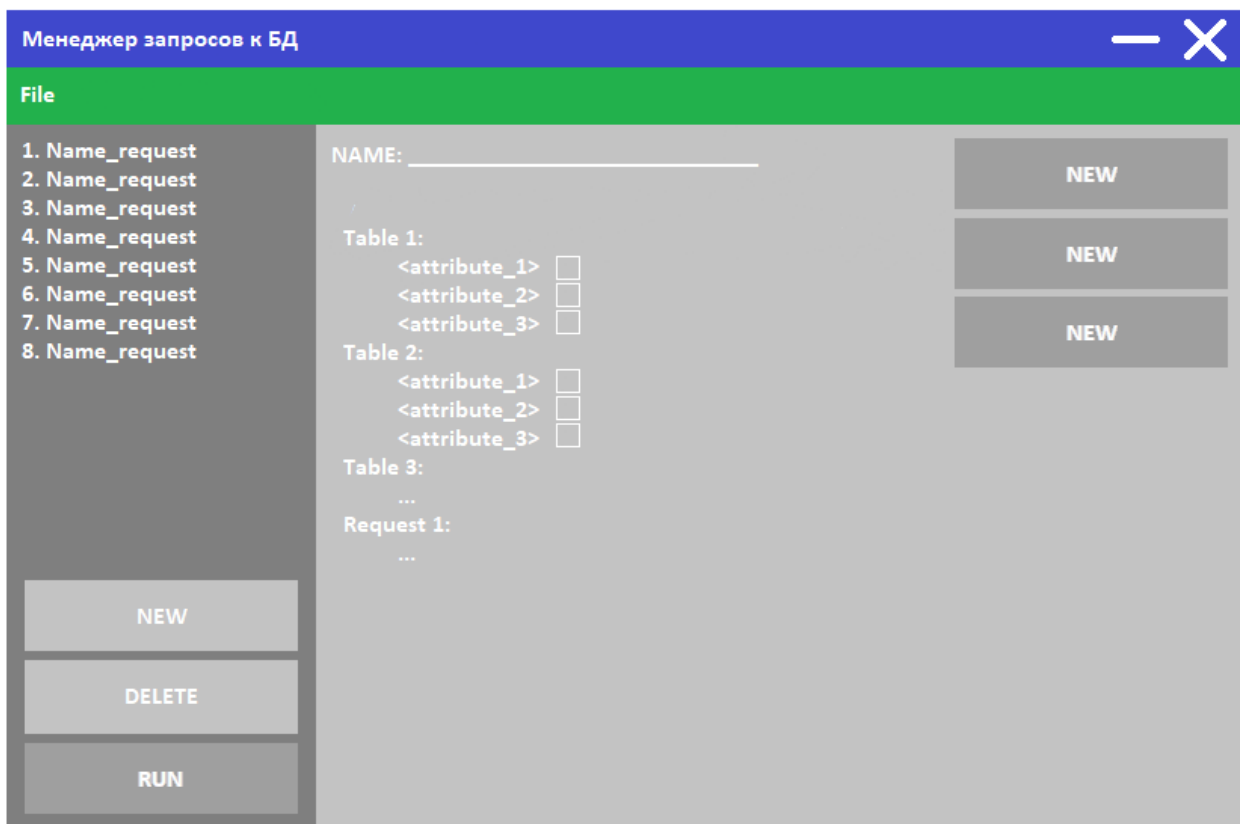 Менеджер запросов к БД
File
1. Name_request
2. Name_request
3. Name_request
4. Name_request
5. Name_request
6. Name_request
7. Name_request
8. Name_request
NEW
DELETE
RUN
NAME: ____________________________
Table 1:
<attribute_1>
<attribute_2>
<attribute_3>
Table 2:
<attribute_1>
<attribute_2>
<attribute_3>
Table 3:
...
Request 1:
...
NEW
NEW
NEW